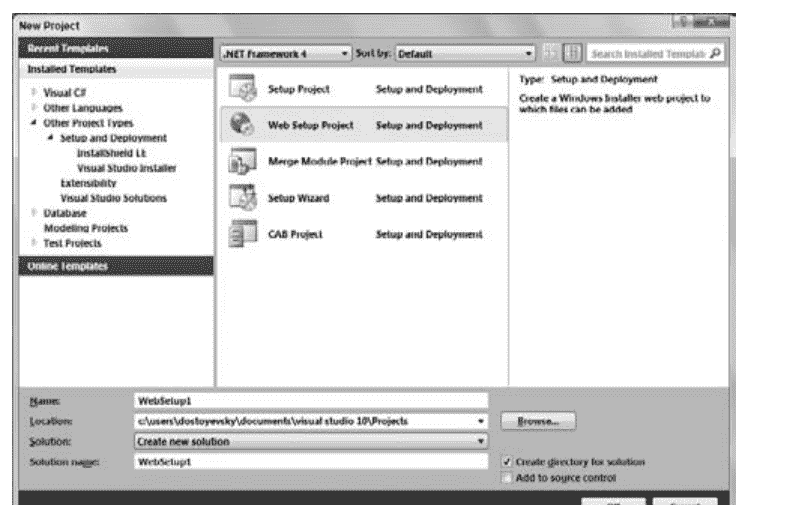 New Project
Recent Templates
Installed Templates
Visual C#
Other Languages
Other Project Types
Setup and Deployment
InstallShield LE
Visual Studio Installer
Extensibility
Visual Studio Solutions
Database
Modeling Projects
Test Projects
Online Templates
.NET Framework 4 Sort by: Default Search Installed Templat
Setup Project Setup and Deployment
Web Setup Project Setup and Deployment
Merge Module Project Setup and Deployment
Setup Wizard Setup and Deployment
CAB Project Setup and Deployment
Type: Setup and Deployment
Create a Windows Installer web project to
which files can be added
Name: WebSetup1
Location: c:\users\dostoyevsky\documents\visual studio 10\Projects Browse...
Solution: Create new solution
Solution name: WebSetup1
Create directory for solution
Add to source control